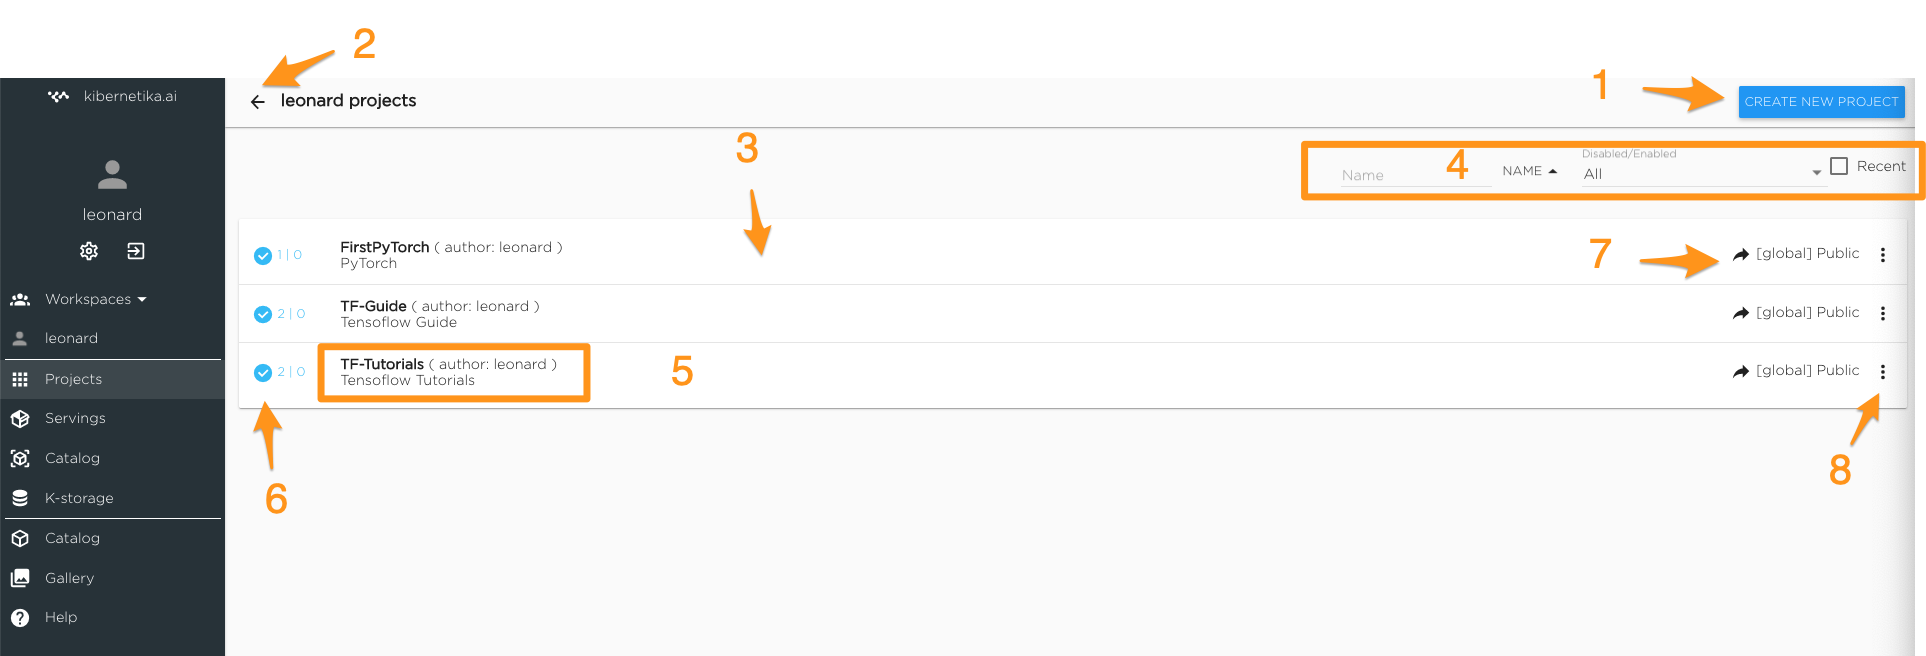 2
1
kibernetika.ai
leonard projects
CREATE NEW PROJECT
3
4
Name
NAME
Disabled/Enabled
All
Recent
leonard
1 | 0
FirstPyTorch ( author: leonard )
PyTorch
7
[global] Public
Workspaces
2 | 0
TF-Guide ( author: leonard )
Tensoflow Guide
[global] Public
leonard
2 | 0
TF-Tutorials ( author: leonard )
Tensoflow Tutorials
5
[global] Public
Projects
Servings
Catalog
K-storage
6
8
Catalog
Gallery
Help